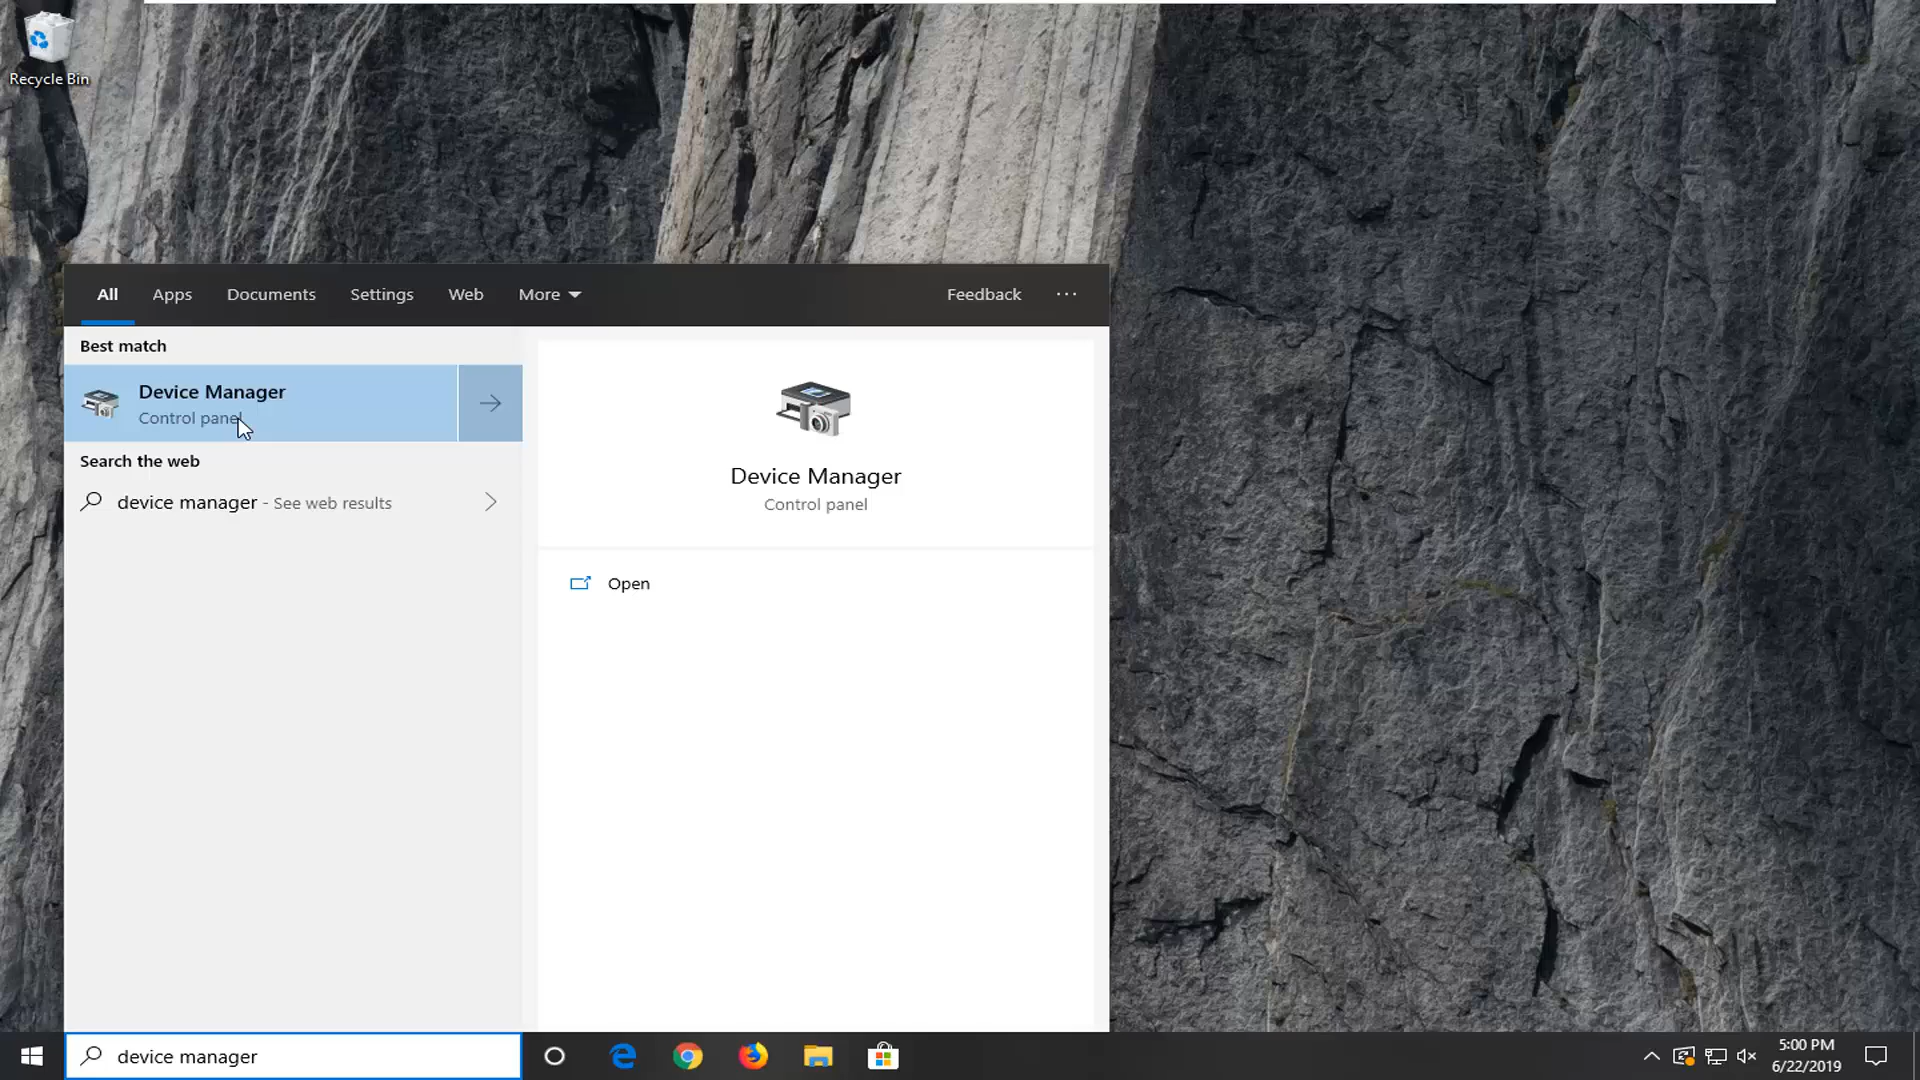 Recycle Bin
All Apps Documents Settings Web More Feedback ...
Best match
Device Manager
Control panel
Search the web
device manager - See web results
Device Manager
Control panel
Open
device manager
5:00 PM
6/22/2019